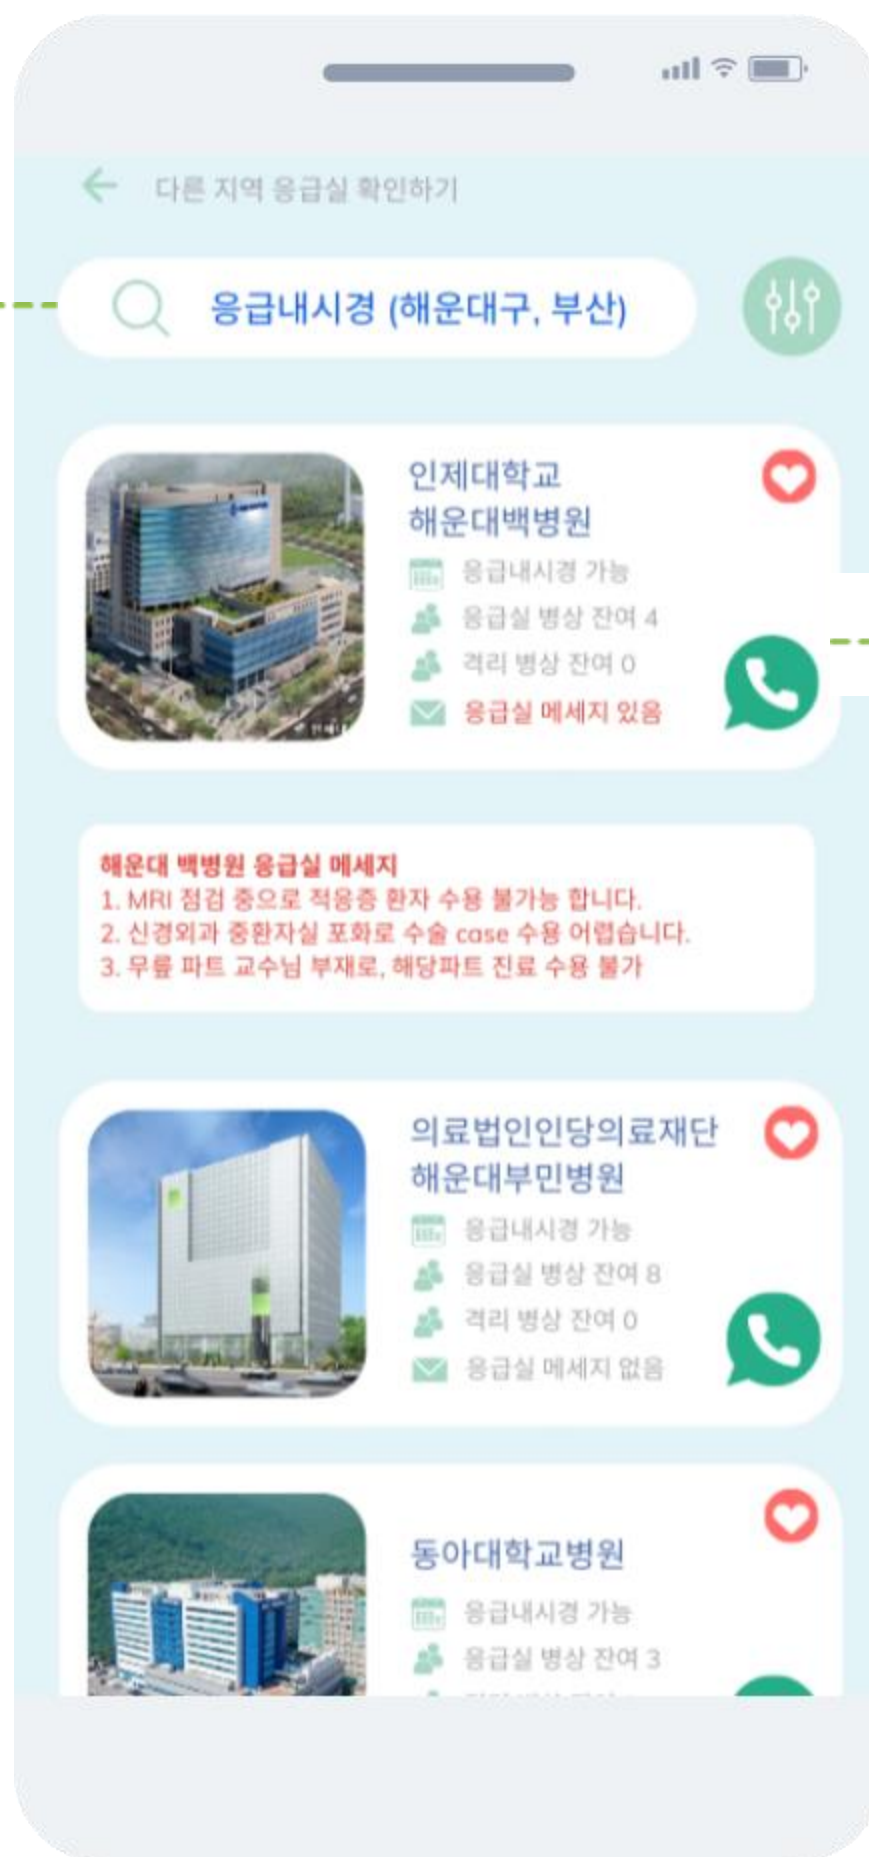 다른 지역 응급실 확인하기
응급내시경 (해운대구, 부산)
인제대학교
해운대백병원
응급내시경 가능
응급실 병상 잔여 4
격리 병상 잔여 0
응급실 메세지 있음
해운대 백병원 응급실 메세지
1. MRI 점검 중으로 적응증 환자 수용 불가능 합니다.
2. 신경외과 중환자실 포화로 수술 case 수용 어렵습니다.
3. 무릎 파트 교수님 부재로, 해당파트 진료 수용 불가
의료법인인당의료재단
해운대부민병원
응급내시경 가능
응급실 병상 잔여 8
격리 병상 잔여 0
응급실 메세지 없음
동아대학교병원
응급내시경 가능
응급실 병상 잔여 3